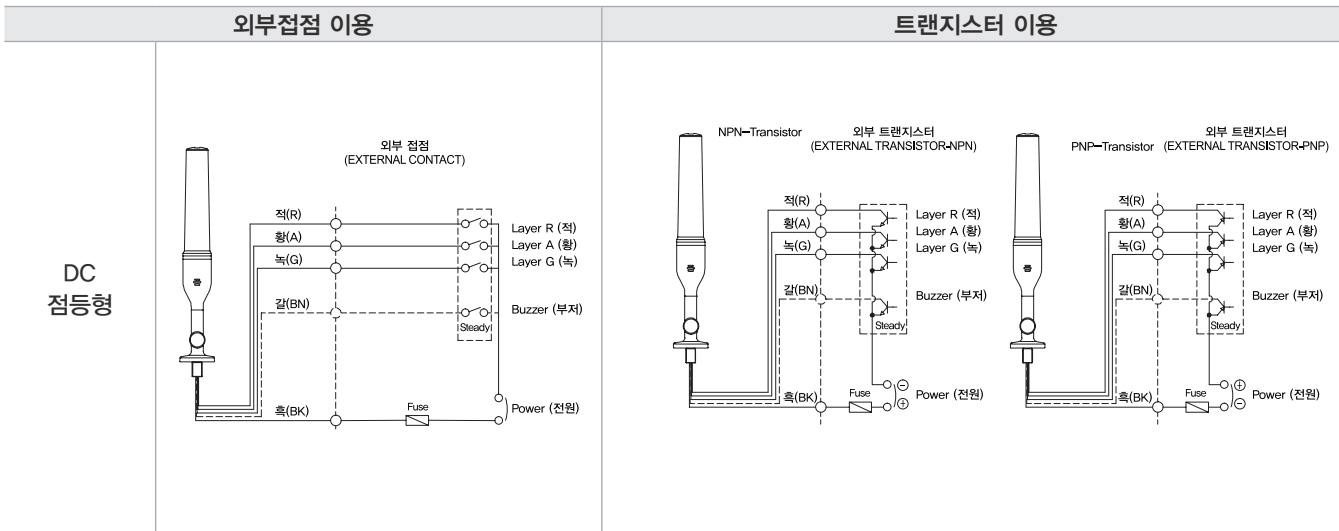 외부접점 이용
트랜지스터 이용
DC
점등형
외부 접점
(EXTERNAL CONTACT)
적(R)
황(A)
녹(G)
갈(BN)
흑(BK)
Layer R (적)
Layer A (황)
Layer G (녹)
Buzzer (부저)
Steady
Fuse
Power (전원)
NPN-Transistor
외부 트랜지스터
(EXTERNAL TRANSISTOR-NPN)
적(R)
황(A)
녹(G)
갈(BN)
흑(BK)
Layer R (적)
Layer A (황)
Layer G (녹)
Buzzer (부저)
Steady
Fuse
⊖
⊕
Power (전원)
PNP-Transistor
외부 트랜지스터
(EXTERNAL TRANSISTOR-PNP)
적(R)
황(A)
녹(G)
갈(BN)
흑(BK)
Layer R (적)
Layer A (황)
Layer G (녹)
Buzzer (부저)
Steady
Fuse
⊕
⊖
Power (전원)